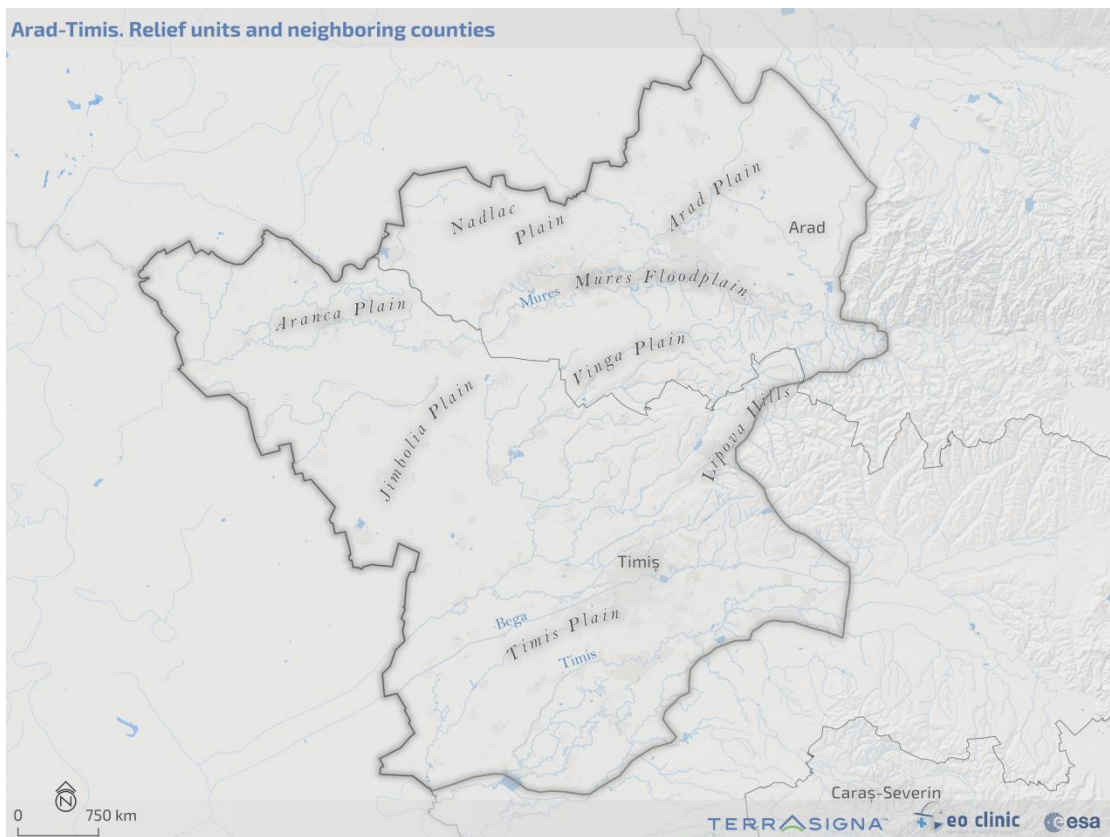 Arad-Timis. Relief units and neighboring counties
Nadlac
Plain
Arad Plain
Arad
Mures Floodplain
Mures
Aranca Plain
Vinga Plain
Jimbolia Plain
Lipova Hills
Timiș
Bega
Timis Plain
Timis
Caraș-Severin
N
0 750 km
TERRASIGNA™
eo clinic
esa